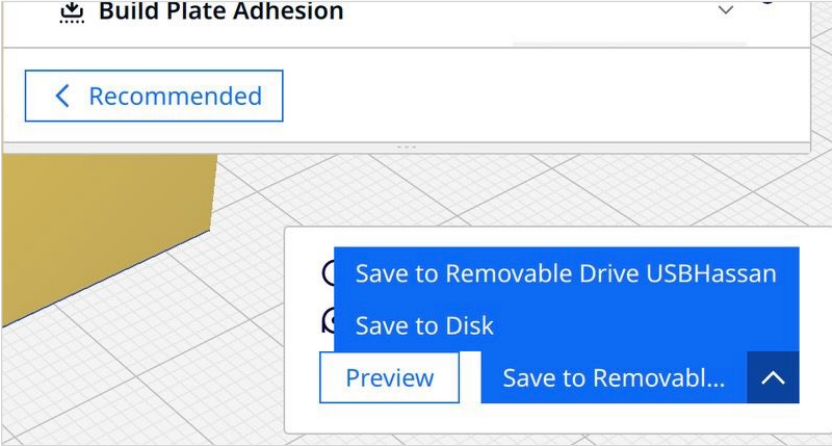 Build Plate Adhesion
Recommended
Save to Removable Drive USBHassan
Save to Disk
Preview
Save to Removabl...